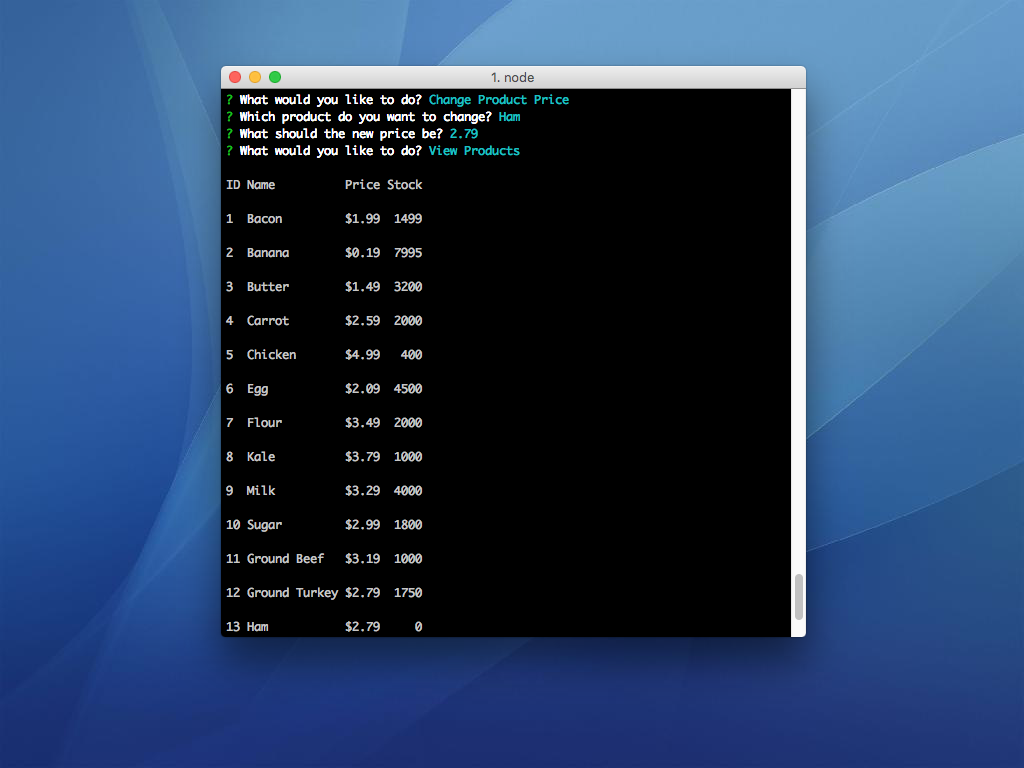 1. node
? What would you like to do? Change Product Price
? Which product do you want to change? Ham
? What should the new price be? 2.79
? What would you like to do? View Products
ID Name Price Stock
1 Bacon $1.99 1499
2 Banana $0.19 7995
3 Butter $1.49 3200
4 Carrot $2.59 2000
5 Chicken $4.99 400
6 Egg $2.09 4500
7 Flour $3.49 2000
8 Kale $3.79 1000
9 Milk $3.29 4000
10 Sugar $2.99 1800
11 Ground Beef $3.19 1000
12 Ground Turkey $2.79 1750
13 Ham $2.79 0